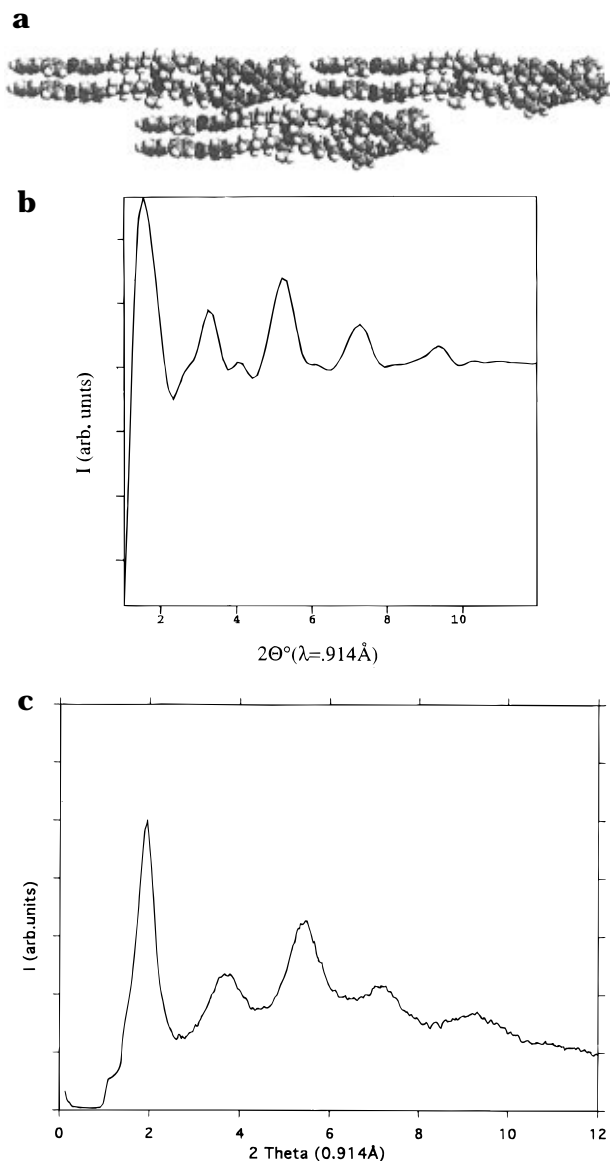 a
b
I (arb. units)
2 4 6 8 10
2Θ°(λ=.914Å)
c
I (arb.units)
0 2 4 6 8 10 12
2 Theta (0.914Å)